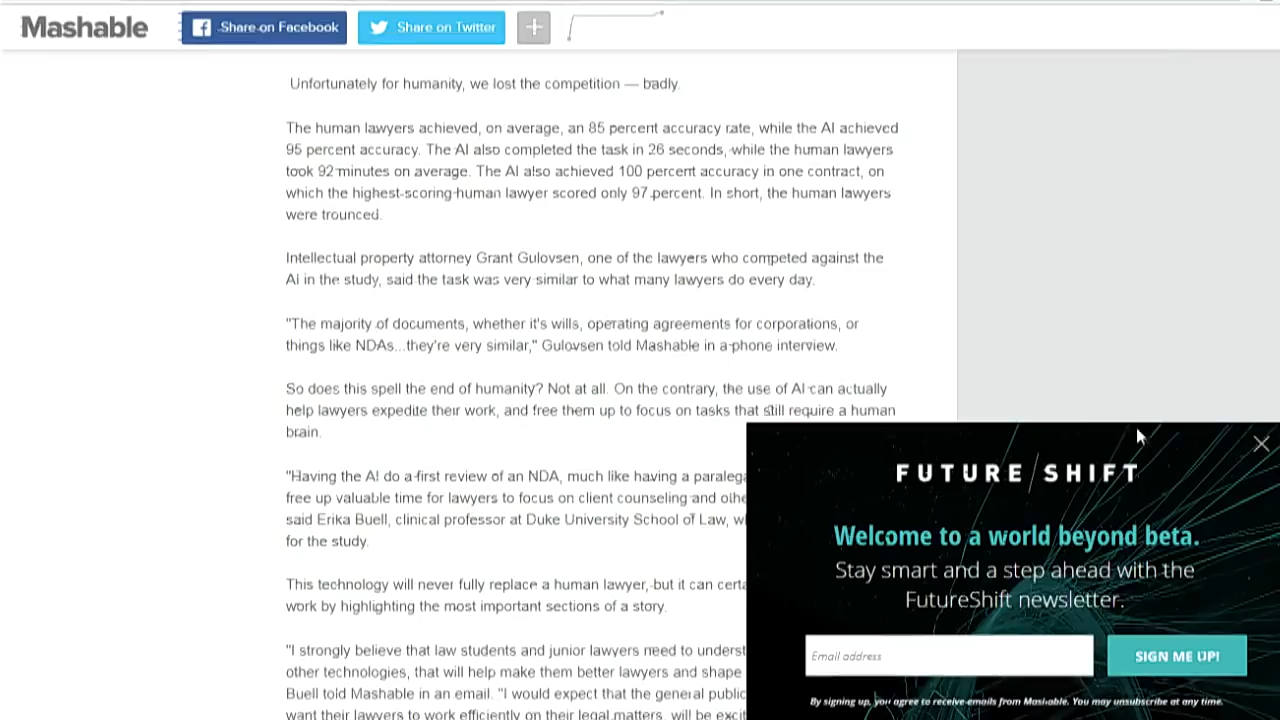 Mashable
Share on Facebook
Share on Twitter
+
Unfortunately for humanity, we lost the competition — badly.
The human lawyers achieved, on average, an 85 percent accuracy rate, while the AI achieved
95 percent accuracy. The AI also completed the task in 26 seconds, while the human lawyers
took 92 minutes on average. The AI also achieved 100 percent accuracy in one contract, on
which the highest-scoring human lawyer scored only 97 percent. In short, the human lawyers
were trounced.
Intellectual property attorney Grant Gulovsen, one of the lawyers who competed against the
AI in the study, said the task was very similar to what many lawyers do every day.
"The majority of documents, whether it's wills, operating agreements for corporations, or
things like NDAs...they're very similar," Gulovsen told Mashable in a phone interview.
So does this spell the end of humanity? Not at all. On the contrary, the use of AI can actually
help lawyers expedite their work, and free them up to focus on tasks that still require a human
brain.
"Having the AI do a first review of an NDA, much like having a
free up valuable time for lawyers to focus on client counseling and
said Erika Buell, clinical professor at Duke University School of Law,
for the study.
This technology will never fully replace a human lawyer, but it can
work by highlighting the most important sections of a story.
"I strongly believe that law students and junior lawyers need to
other technologies, that will help make them better lawyers and shape
Buell told Mashable in an email. "I would expect that the general public
want their lawyers to work efficiently on their legal matters, will be
FUTURE/SHIFT
Welcome to a world beyond beta.
Stay smart and a step ahead with the
FutureShift newsletter.
Email address
SIGN ME UP!
By signing up, you agree to receive emails from Mashable. You may unsubscribe at any time.